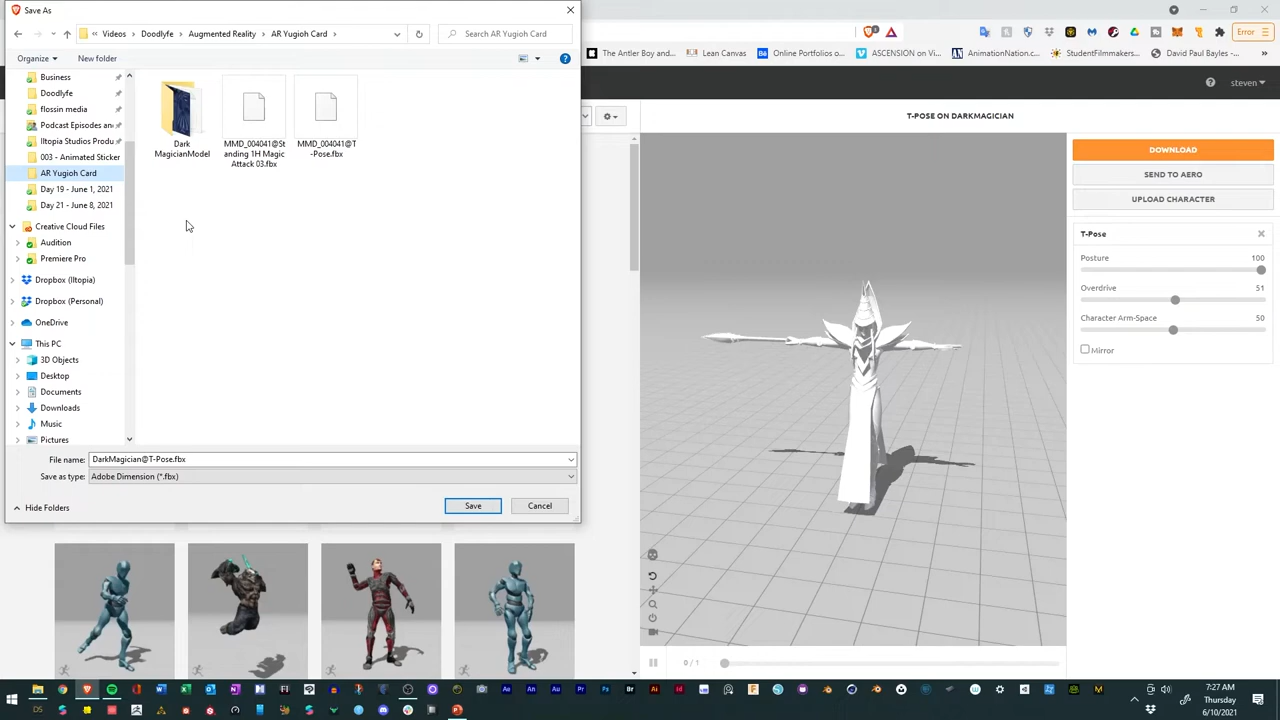 Save As
Videos
Doodlyfe
Augmented Reality
AR Yugioh Card
Search AR Yugioh Card
Organize
New folder
Business
Doodlyfe
flossin media
Podcast Episodes an
Iltopia Studios Produ
003 - Animated Sticker
AR Yugioh Card
Day 19 - June 1, 2021
Day 21 - June 8, 2021
Creative Cloud Files
Audition
Premiere Pro
Dropbox (Iltopia)
Dropbox (Personal)
OneDrive
This PC
3D Objects
Desktop
Documents
Downloads
Music
Pictures
Dark
MagicianModel
MMD_004041@St
anding 1H Magic
Attack 03.fbx
MMD_004041@T
-Pose.fbx
File name:
DarkMagician@T-Pose.fbx
Save as type:
Adobe Dimension (*.fbx)
Hide Folders
Save
Cancel
Error
The Antler Boy and...
Lean Canvas
Online Portfolios o...
ASCENSION on Vi...
AnimationNation.c...
StudentFilmmakers...
David Paul Bayles -...
steven
T-POSE ON DARKMAGICIAN
DOWNLOAD
SEND TO AERO
UPLOAD CHARACTER
T-Pose
Posture 100
Overdrive 51
Character Arm-Space 50
Mirror
0 / 1
7:27 AM
Thursday
6/10/2021